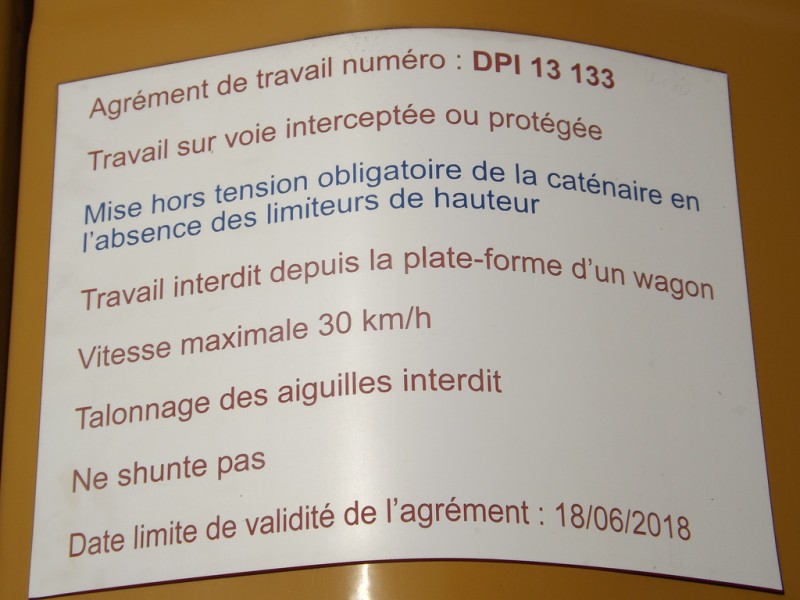 Agrément de travail numéro : DPI 13 133
Travail sur voie interceptée ou protégée
Mise hors tension obligatoire de la caténaire en
l'absence des limiteurs de hauteur
Travail interdit depuis la plate-forme d'un wagon
Vitesse maximale 30 km/h
Talonnage des aiguilles interdit
Ne shunte pas
Date limite de validité de l'agrément : 18/06/2018